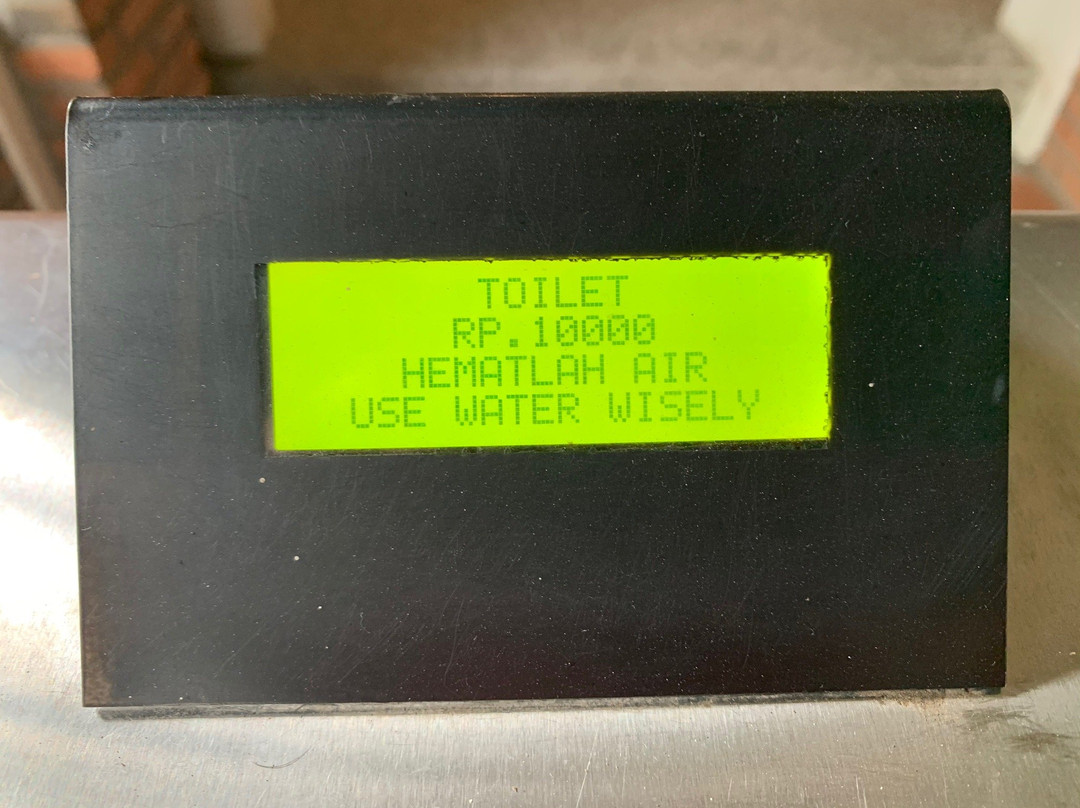 TOILET
RP.10000
HEMATLAH AIR
USE WATER WISELY